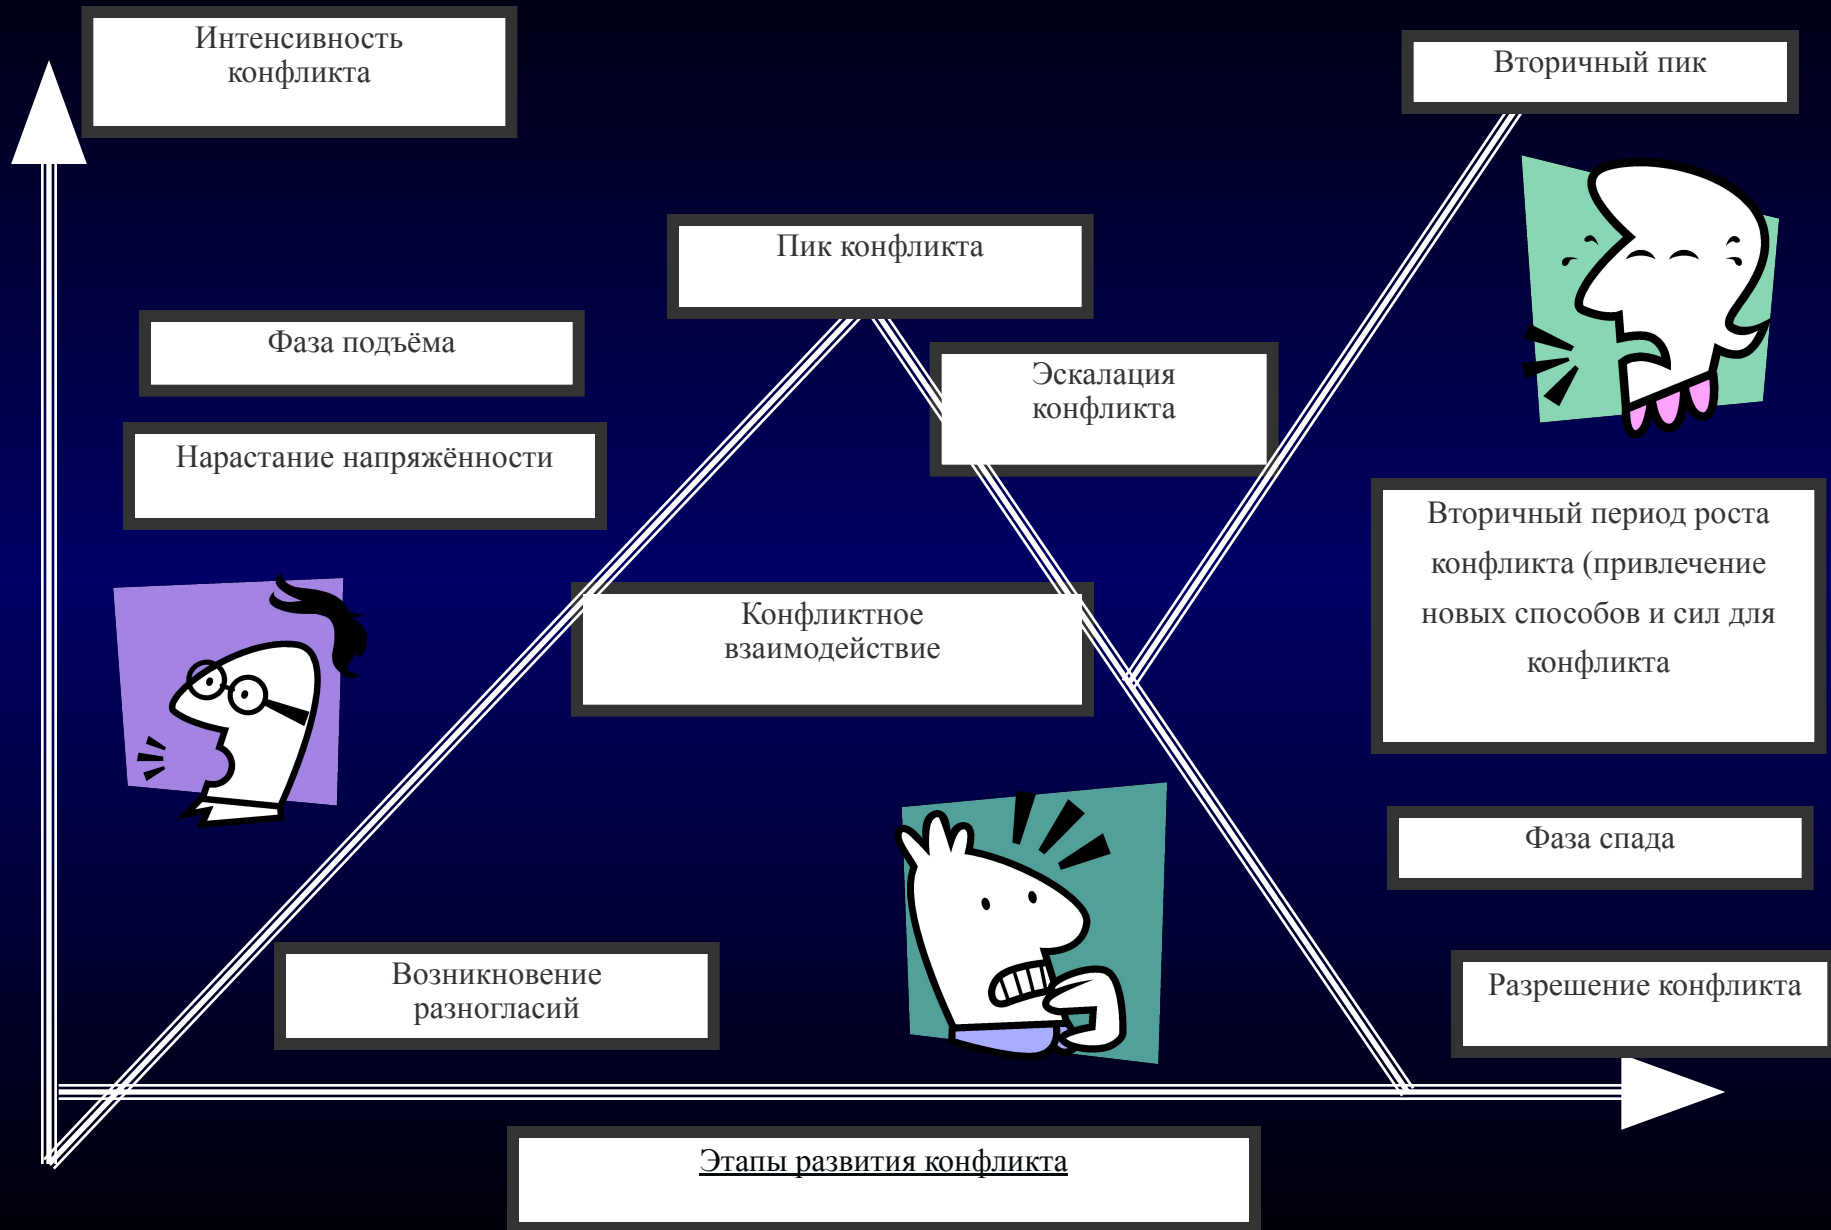 Интенсивность
конфликта
Вторичный пик
Пик конфликта
Фаза подъёма
Эскалация
конфликта
Нарастание напряжённости
Вторичный период роста
конфликта (привлечение
новых способов и сил для
конфликта
Конфликтное
взаимодействие
Фаза спада
Возникновение
разногласий
Разрешение конфликта
Этапы развития конфликта